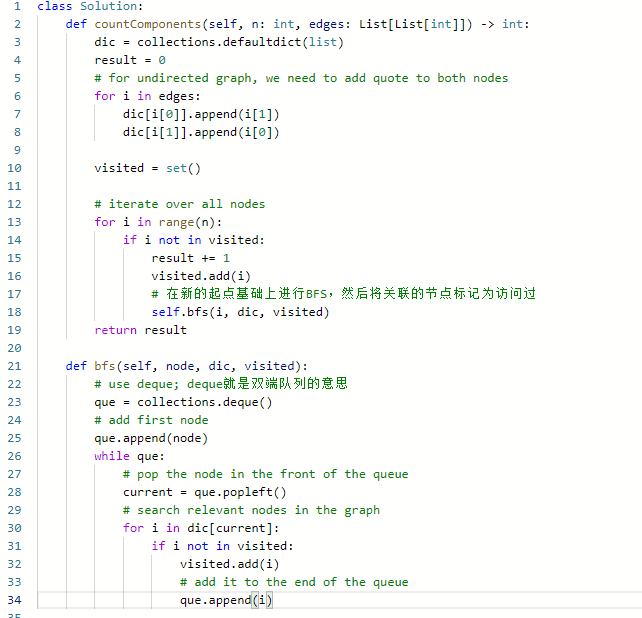 1 class Solution:
2     def countComponents(self, n: int, edges: List[List[int]]) -> int:
3         dic = collections.defaultdict(list)
4         result = 0
5         # for undirected graph, we need to add quote to both nodes
6         for i in edges:
7             dic[i[0]].append(i[1])
8             dic[i[1]].append(i[0])
9
10         visited = set()
11
12         # iterate over all nodes
13         for i in range(n):
14             if i not in visited:
15                 result += 1
16                 visited.add(i)
17                 # 在新的起点基础上进行BFS，然后将关联的节点标记为访问过
18                 self.bfs(i, dic, visited)
19         return result
20
21     def bfs(self, node, dic, visited):
22         # use deque; deque就是双端队列的意思
23         que = collections.deque()
24         # add first node
25         que.append(node)
26         while que:
27             # pop the node in the front of the queue
28             current = que.popleft()
29             # search relevant nodes in the graph
30             for i in dic[current]:
31                 if i not in visited:
32                     visited.add(i)
33                     # add it to the end of the queue
34                     que.append(i)
35